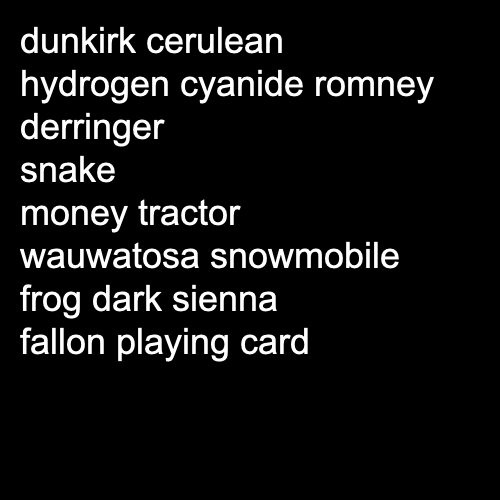 dunkirk cerulean
hydrogen cyanide romney
derringer
snake
money tractor
wauwatosa snowmobile
frog dark sienna
fallon playing card